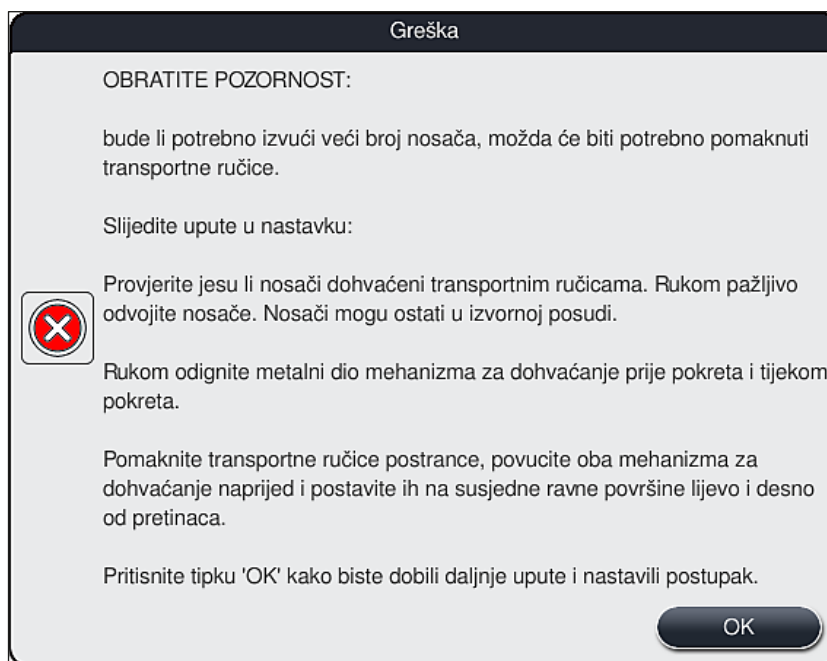 Greška
OBRATITE POZORNOST:
bude li potrebno izvući veći broj nosača, možda će biti potrebno pomaknuti
transportne ručice.
Slijedite upute u nastavku:
Provjerite jesu li nosači dohvaćeni transportnim ručicama. Rukom pažljivo
odvojite nosače. Nosači mogu ostati u izvornoj posudi.
Rukom odignite metalni dio mehanizma za dohvaćanje prije pokreta i tijekom
pokreta.
Pomaknite transportne ručice postrance, povucite oba mehanizma za
dohvaćanje naprijed i postavite ih na susjedne ravne površine lijevo i desno
od pretinaca.
Pritisnite tipku 'OK' kako biste dobili daljnje upute i nastavili postupak.
OK